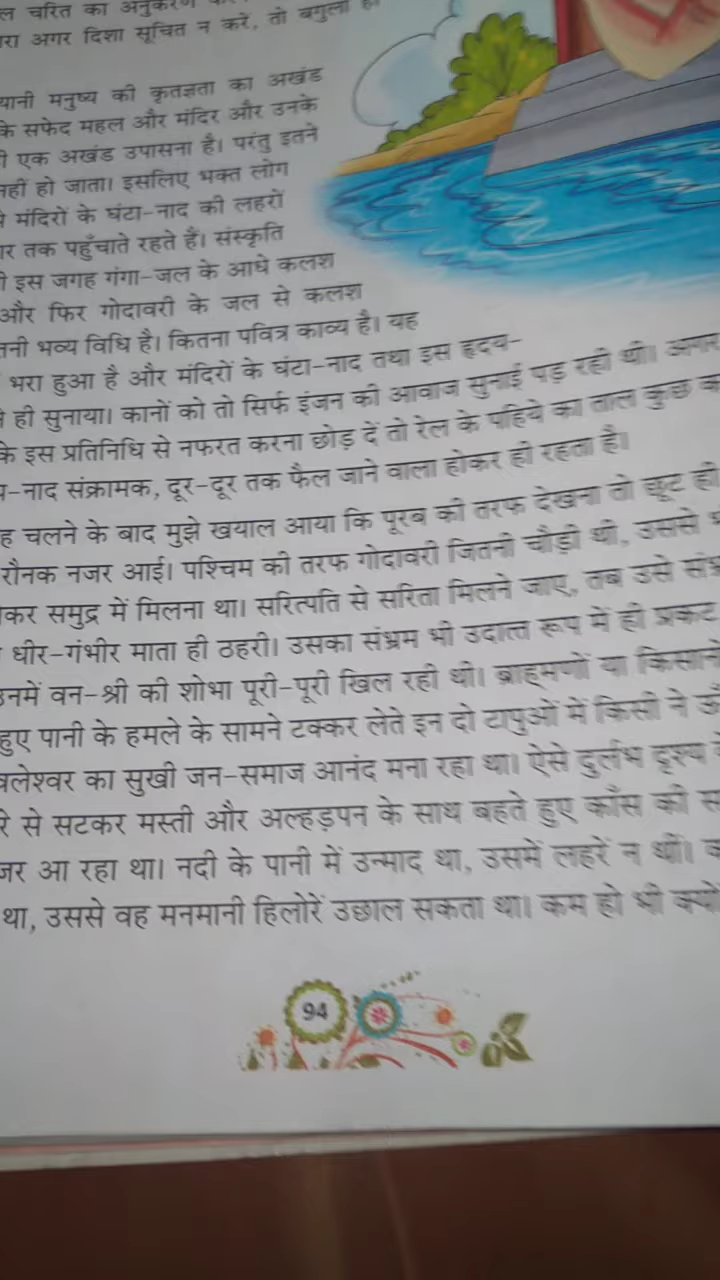 चरित का अनुकरण
अगर दिशा सूचित न करें, तो बगुला
यानी मनुष्य की कृतज्ञता का अखंड
के सफेद महल और मंदिर और उनके
एक अखंड उपासना है। परंतु इतने
नहीं हो जाता। इसलिए भक्त लोग
मंदिरों के घंटा-नाद की लहरों
तक पहुँचाते रहते हैं। संस्कृति
इस जगह गंगा-जल के आधे कलश
और फिर गोदावरी के जल से कलश
भव्य विधि है। कितना पवित्र काव्य है। यह
भरा हुआ है और मंदिरों के घंटा-नाद तथा इस हृदय-
ही सुनाया। कानों को तो सिर्फ इंजन की आवाज सुनाई पड़ रही थी। अगर
के इस प्रतिनिधि से नफरत करना छोड़ दें तो रेल के पहिये का ताल कुछ
-नाद संक्रामक, दूर-दूर तक फैल जाने वाला होकर ही रहता है।
चलने के बाद मुझे खयाल आया कि पूरब की तरफ देखना तो छूट ही
रौनक नजर आई। पश्चिम की तरफ गोदावरी जितनी चौड़ी थी, उससे
कर समुद्र में मिलना था। सरित्पति से सरिता मिलने जाए, तब उसे
धीर-गंभीर माता ही ठहरी। उसका संभ्रम भी उदात्त रूप में ही प्रकट
उनमें वन-श्री की शोभा पूरी-पूरी खिल रही थी। ब्राह्मणों या किसानों
हुए पानी के हमले के सामने टक्कर लेते इन दो टापुओं में किसी ने
वलेश्वर का सुखी जन-समाज आनंद मना रहा था। ऐसे दुर्लभ दृश्य
से सटकर मस्ती और अल्हड़पन के साथ बहते हुए काँस की
आ रहा था। नदी के पानी में उन्माद था, उसमें लहरें न थीं।
था, उससे वह मनमानी हिलोरें उछाल सकता था। कम हो भी क्यों
94